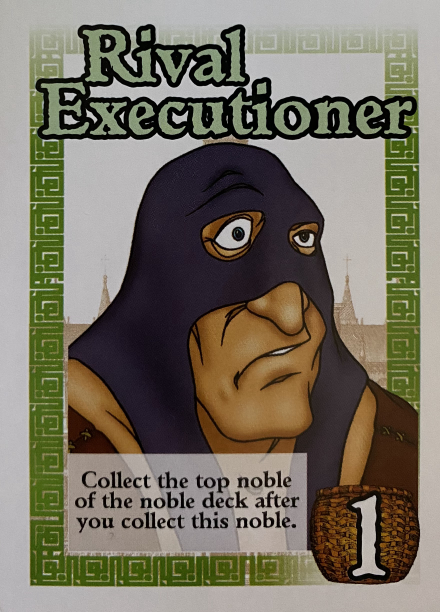 Rival
Executioner
Collect the top noble
of the noble deck after
you collect this noble.
1